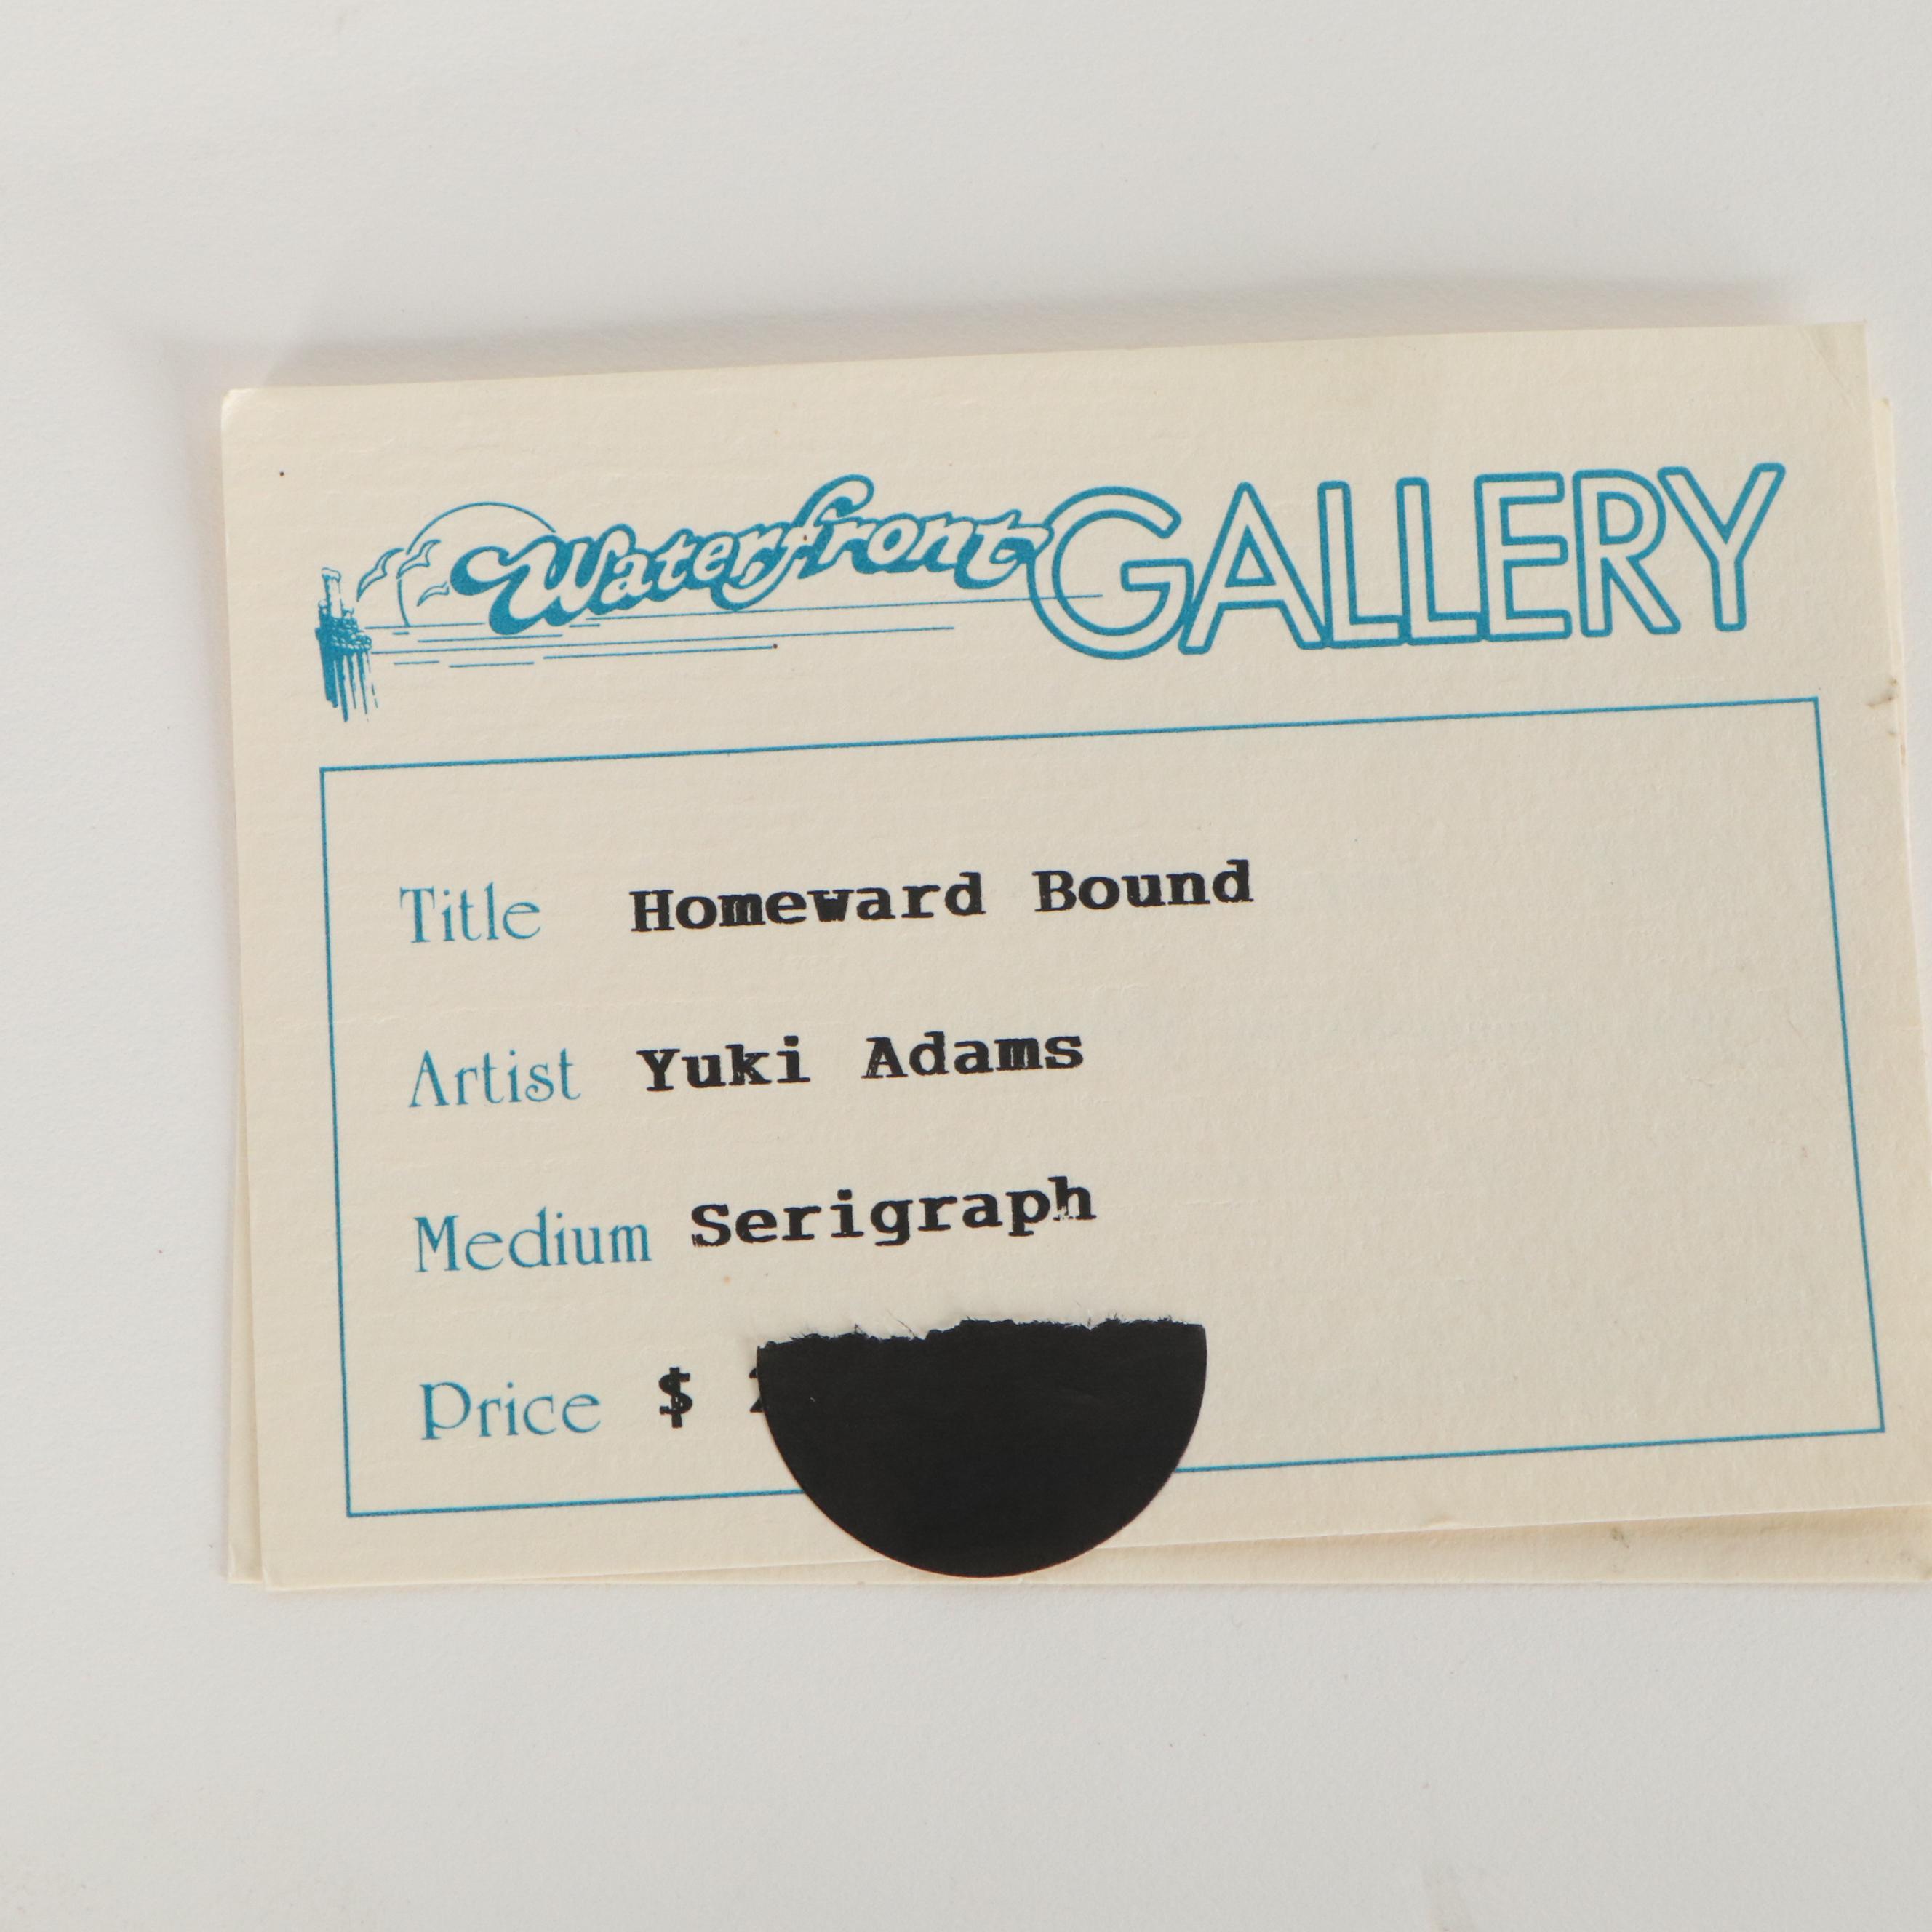 Waterfront GALLERY
Title Homeward Bound
Artist Yuki Adams
Medium Serigraph
Price $